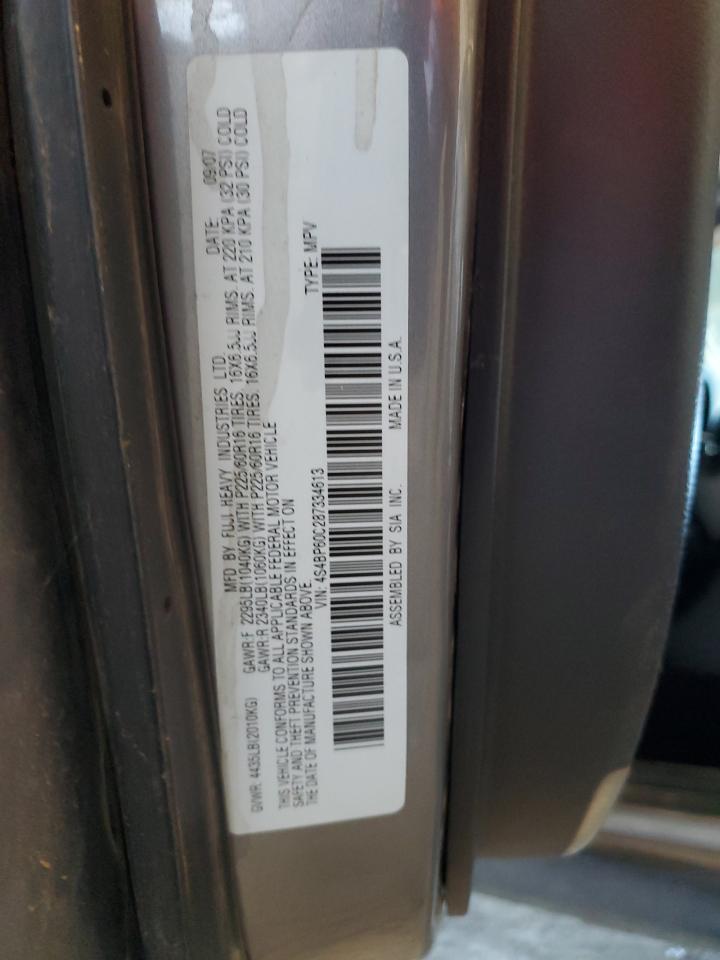 MFD BY FUJI HEAVY INDUSTRIES LTD. DATE: 09/07
GVWR: 4435LB(2010KG) GAWR:F 2295LB(1040KG) WITH P225/60R16 TIRES. 16X6.5JJ RIMS. AT 220 KPA (32 PSI) COLD
GAWR:R 2340LB(1060KG) WITH P225/60R16 TIRES. 16X6.5JJ RIMS. AT 210 KPA (30 PSI) COLD
THIS VEHICLE CONFORMS TO ALL APPLICABLE FEDERAL MOTOR VEHICLE
SAFETY AND THEFT PREVENTION STANDARDS IN EFFECT ON
THE DATE OF MANUFACTURE SHOWN ABOVE.
VIN: 4S4BP60C287334613 TYPE: MPV
ASSEMBLED BY SIA INC. MADE IN U.S.A.